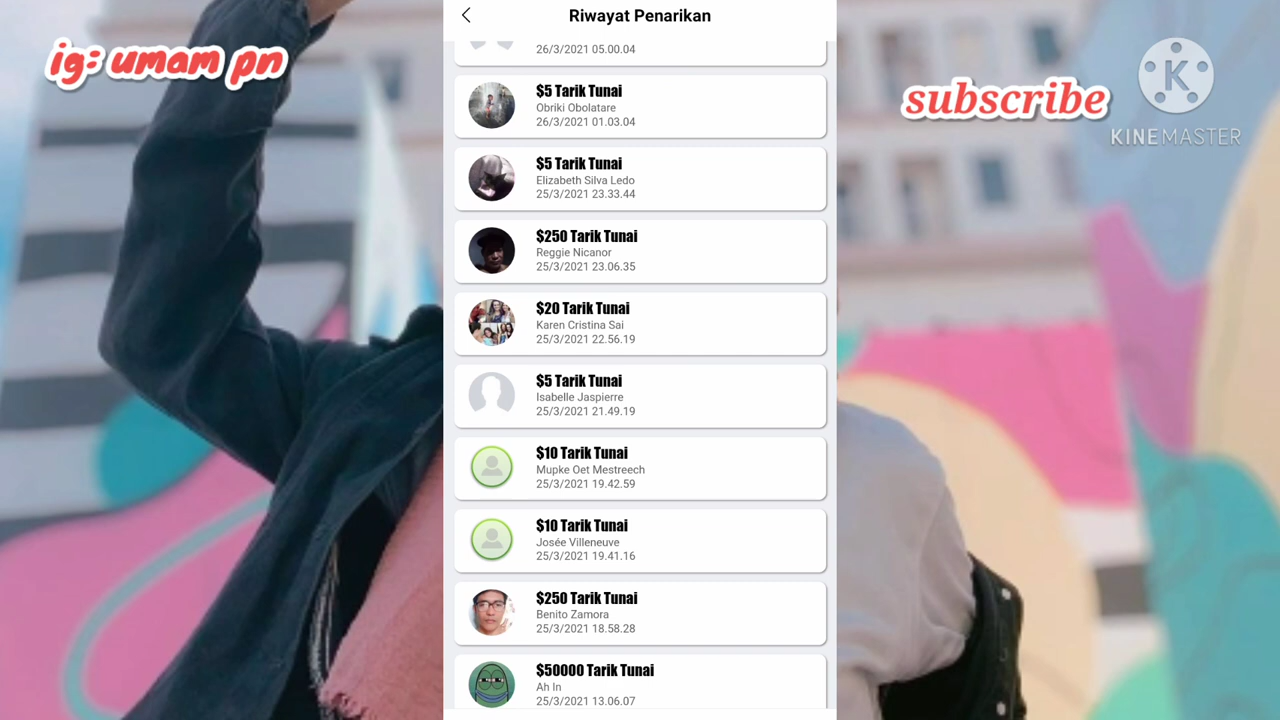 ig: umam pn
subscribe
KINEMASTER
Riwayat Penarikan
26/3/2021 05.00.04
$5 Tarik Tunai
Obriki Obolatare
26/3/2021 01.03.04
$5 Tarik Tunai
Elizabeth Silva Ledo
25/3/2021 23.33.44
$250 Tarik Tunai
Reggie Nicanor
25/3/2021 23.06.35
$20 Tarik Tunai
Karen Cristina Sai
25/3/2021 22.56.19
$5 Tarik Tunai
Isabelle Jaspierre
25/3/2021 21.49.19
$10 Tarik Tunai
Mupke Oet Mestreech
25/3/2021 19.42.59
$10 Tarik Tunai
Josée Villeneuve
25/3/2021 19.41.16
$250 Tarik Tunai
Benito Zamora
25/3/2021 18.58.28
$50000 Tarik Tunai
Ah In
25/3/2021 13.06.07